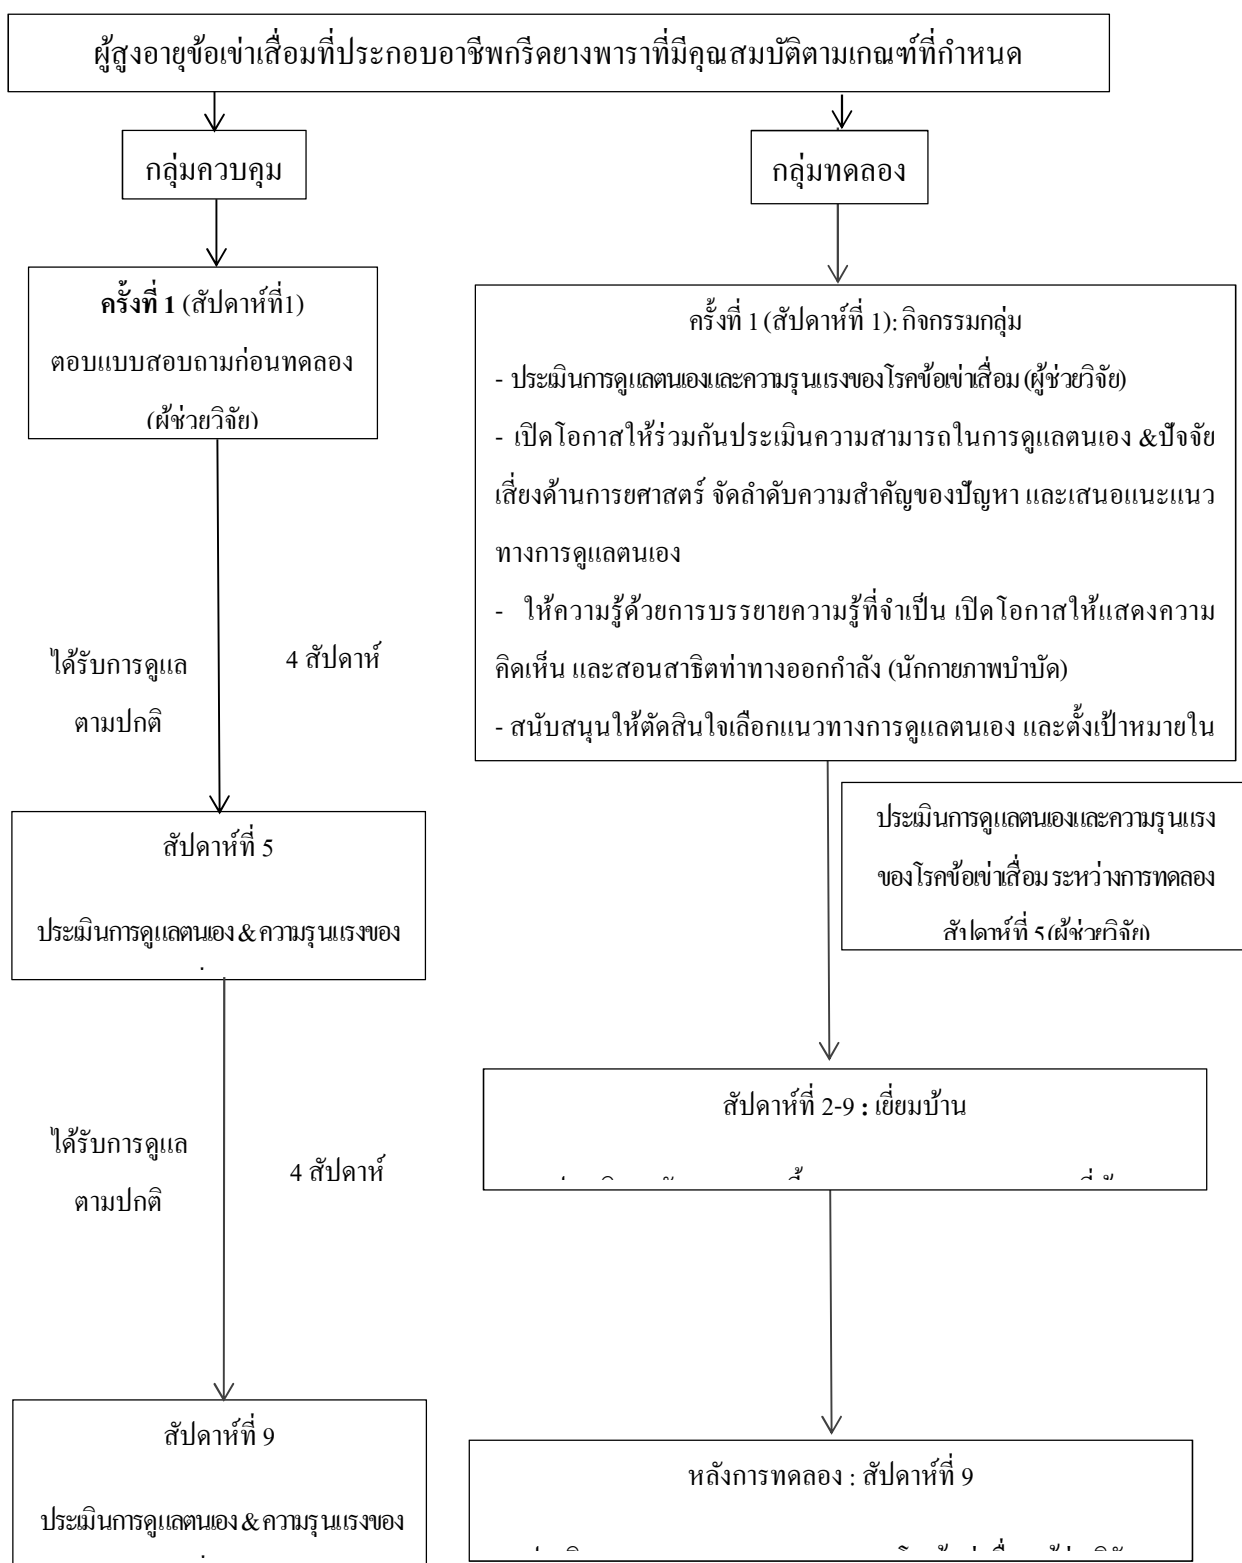 ผู้สูงอายุข้อเข่าเสื่อมที่ประกอบอาชีพกรีดยางพาราที่มีคุณสมบัติตามเกณฑ์ที่กำหนด
กลุ่มควบคุม
กลุ่มทดลอง
ครั้งที่ 1 (สัปดาห์ที่1)
ตอบแบบสอบถามก่อนทดลอง
(ผู้ช่วยวิจัย)
ครั้งที่ 1 (สัปดาห์ที่ 1): กิจกรรมกลุ่ม
- ประเมินการดูแลตนเองและความรุนแรงของโรคข้อเข่าเสื่อม (ผู้ช่วยวิจัย)
- เปิดโอกาสให้ร่วมกันประเมินความสามารถในการดูแลตนเอง &ปัจจัย
เสี่ยงด้านการยศาสตร์ จัดลำดับความสำคัญของปัญหา และเสนอแนะแนว
ทางการดูแลตนเอง
- ให้ความรู้ด้วยการบรรยายความรู้ที่จำเป็น เปิดโอกาสให้แสดงความ
คิดเห็น และสอนสาธิตท่าทางออกกำลัง (นักกายภาพบำบัด)
- สนับสนุนให้ตัดสินใจเลือกแนวทางการดูแลตนเอง และตั้งเป้าหมายใน
ได้รับการดูแล
ตามปกติ
4 สัปดาห์
สัปดาห์ที่ 5
ประเมินการดูแลตนเอง & ความรุนแรงของ
ประเมินการดูแลตนเองและความรุนแรง
ของโรคข้อเข่าเสื่อม ระหว่างการทดลอง
สัปดาห์ที่ 5 (ผู้ช่วยวิจัย)
สัปดาห์ที่ 2-9 : เยี่ยมบ้าน
ได้รับการดูแล
ตามปกติ
4 สัปดาห์
สัปดาห์ที่ 9
ประเมินการดูแลตนเอง & ความรุนแรงของ
หลังการทดลอง : สัปดาห์ที่ 9